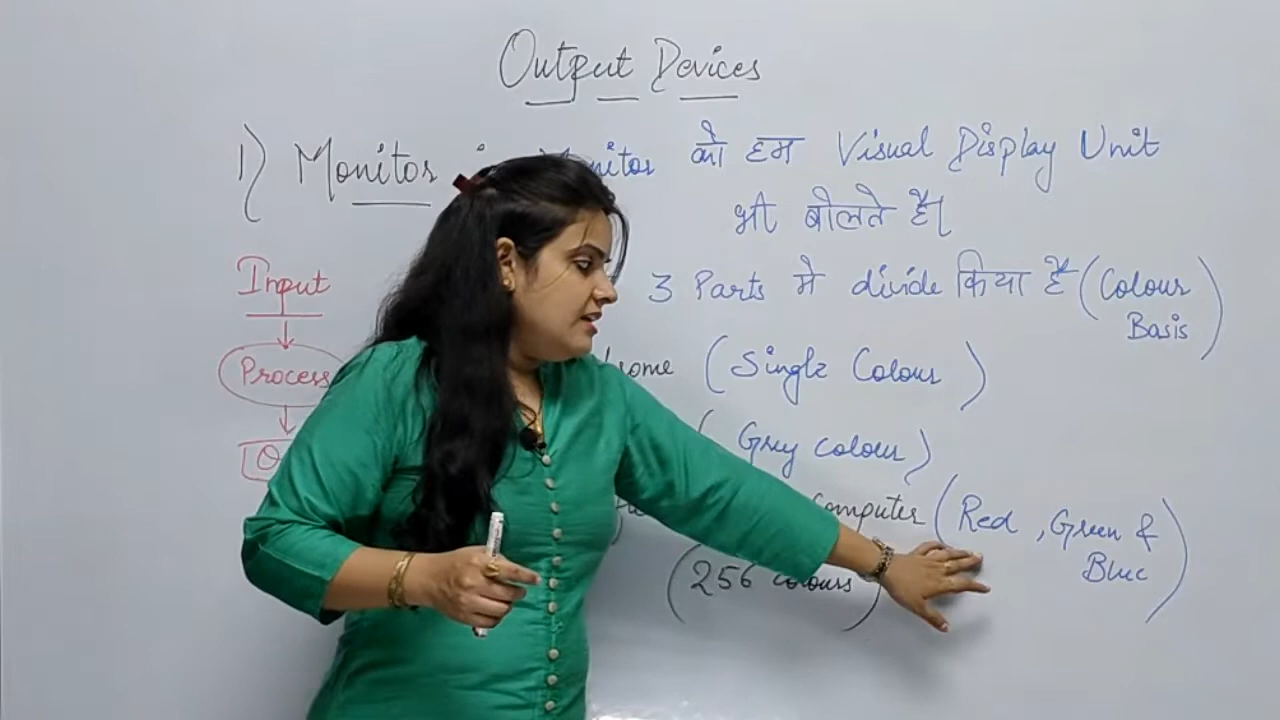 Output Devices
1) Monitor :- Monitor को हम Visual Display Unit
भी बोलते है।
3 Parts में divide किया है (Colour
Basis)
(Single Colour)
(Grey colour)
Computer (Red, Green &
Blue)
(256 colours)
Input
Process